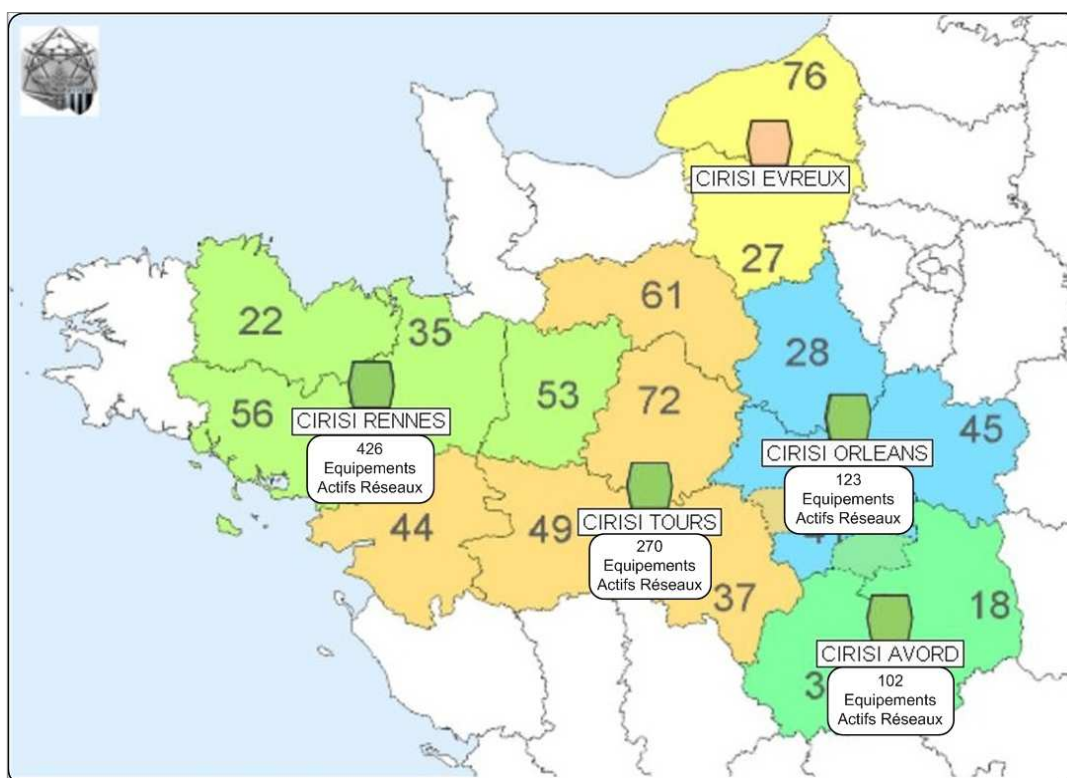 76
CIRISI EVREUX
27
61
22
35
28
53
72
56
CIRISI RENNES
45
CIRISI ORLEANS
426
Equipements
Actifs Réseaux
123
Equipements
Actifs Réseaux
44
49
CIRISI TOURS
270
Equipements
Actifs Réseaux
37
18
CIRISI AVORD
102
Equipements
Actifs Réseaux
3